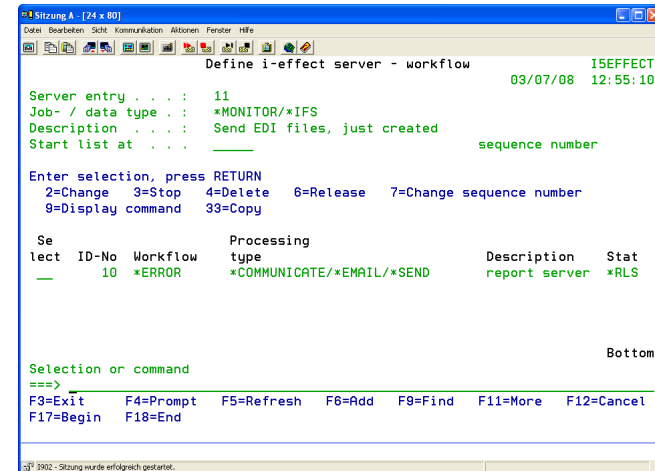 Sitzung A - [24 x 80]
Datei Bearbeiten Sicht Kommunikation Aktionen Fenster Hilfe
Define i-effect server - workflow I5EFFECT
03/07/08 12:55:10
Server entry . . . : 11
Job- / data type . : *MONITOR/*IFS
Description . . . : Send EDI files, just created
Start list at . . . _____ sequence number
Enter selection, press RETURN
2=Change 3=Stop 4=Delete 6=Release 7=Change sequence number
9=Display command 33=Copy
Se Processing
lect ID-No Workflow type Description Stat
__ 10 *ERROR *COMMUNICATE/*EMAIL/*SEND report server *RLS
Bottom
Selection or command
===>
F3=Exit F4=Prompt F5=Refresh F6=Add F9=Find F11=More F12=Cancel
F17=Begin F18=End
I902 - Sitzung wurde erfolgreich gestartet.